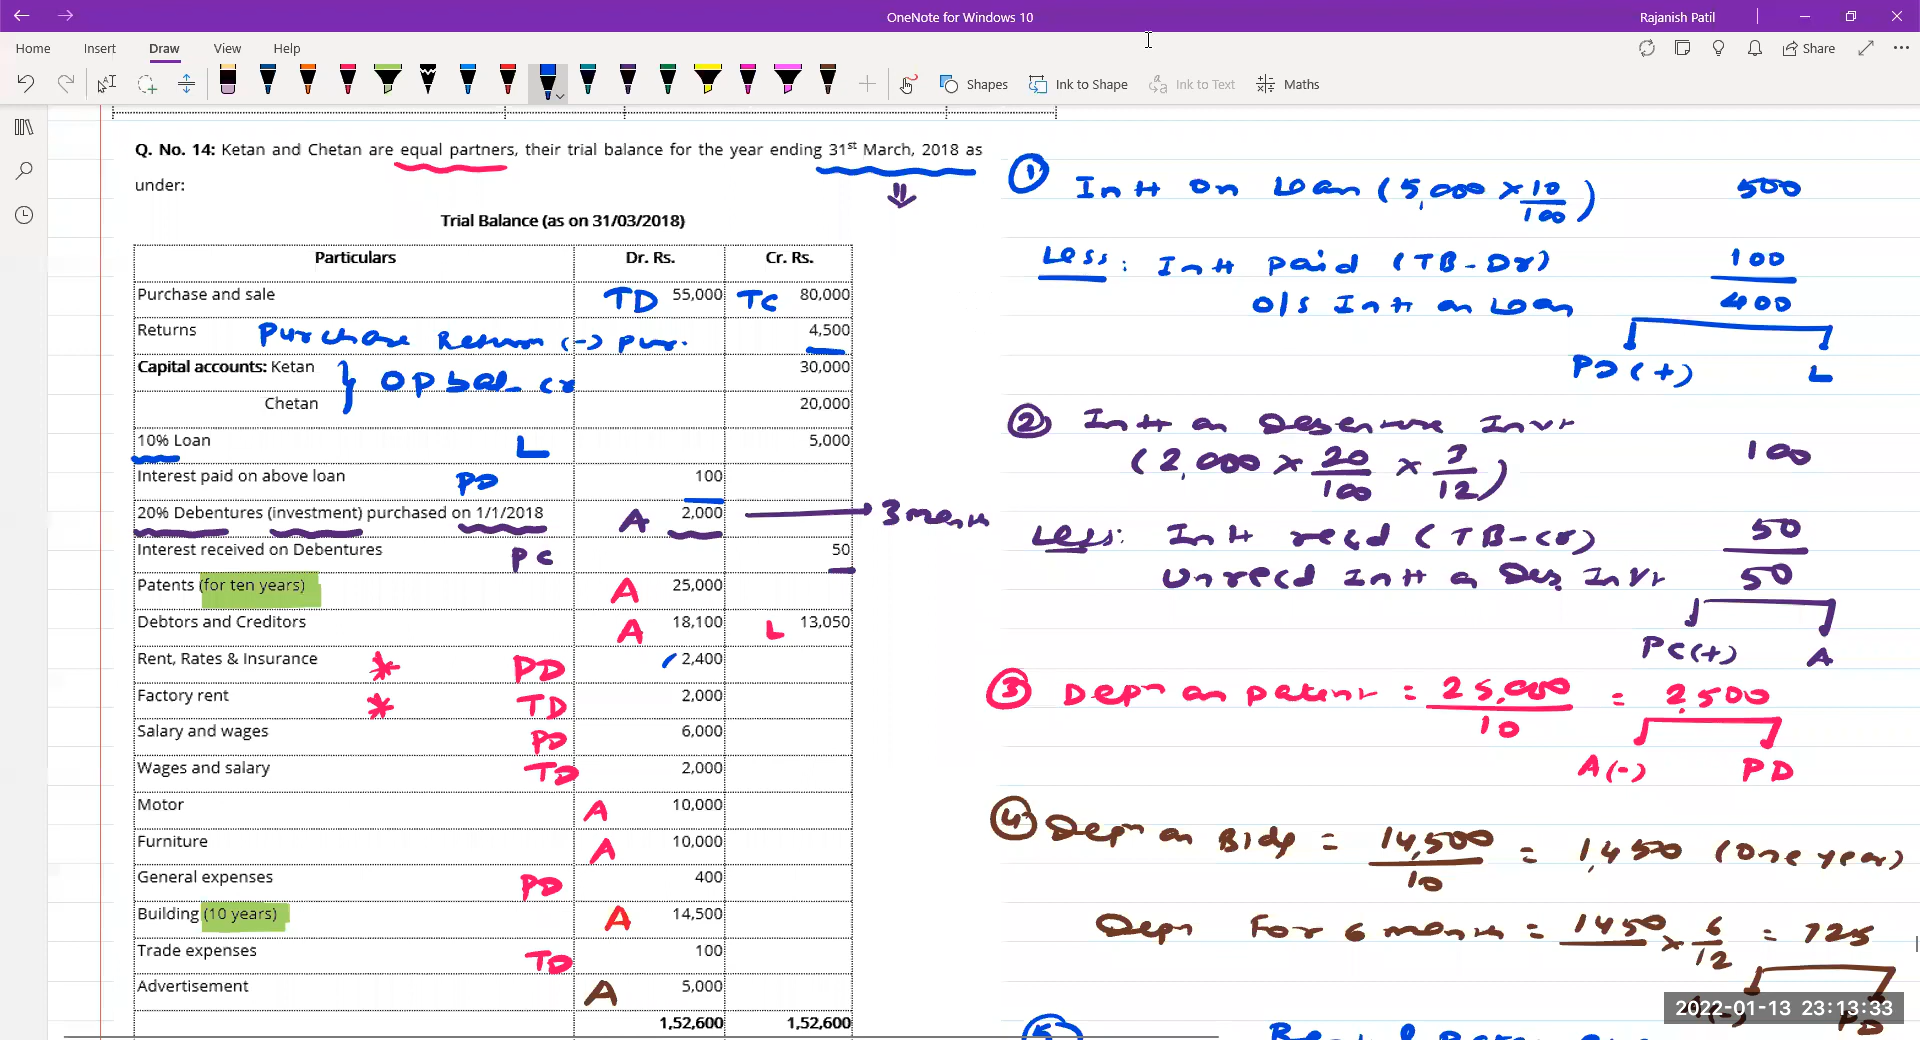 OneNote for Windows 10
Rajanish Patil
Home Insert Draw View Help
Share
Shapes Ink to Shape Ink to Text Maths
Q. No. 14: Ketan and Chetan are equal partners, their trial balance for the year ending 31st March, 2018 as
under:
Trial Balance (as on 31/03/2018)
Particulars Dr. Rs. Cr. Rs.
Purchase and sale TD 55,000 TC 80,000
Returns Purchase Return (-) Pur. 4,500
Capital accounts: Ketan 30,000
Op bal - Cr
Chetan 20,000
10% Loan L 5,000
Interest paid on above loan PD 100
20% Debentures (investment) purchased on 1/1/2018 A 2,000 3 month
Interest received on Debentures PC 50
Patents (for ten years) A 25,000
Debtors and Creditors A 18,100 L 13,050
Rent, Rates & Insurance * PD 2,400
Factory rent * TD 2,000
Salary and wages PD 6,000
Wages and salary TD 2,000
Motor A 10,000
Furniture A 10,000
General expenses PD 400
Building (10 years) A 14,500
Trade expenses TD 100
Advertisement A 5,000
1,52,600 1,52,600
1 Intt on Loan (5,000 × 10/100) 500
Less: Intt paid (TB-Dr) 100
O/s Intt on Loan 400
PD (+) L
2 Intt on Debenture Invt
(2,000 × 20/100 × 3/12) 100
Less: Intt recd (TB-Cr) 50
Unrecd Intt on Deb. Invt 50
PC (+) A
3 Depn on patent = 25,000/10 = 2,500
A (-) PD
4 Depn on Bldg = 14,500/10 = 1,450 (One year)
Depn For 6 month = 1450 × 6/12 = 725
A (-) PD
2022-01-13 23:13:33
5